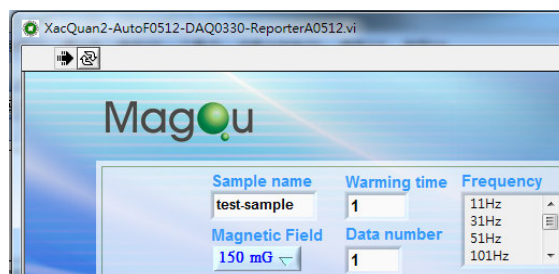 XacQuan2-AutoF0512-DAQ0330-ReporterA0512.vi
MagQu
Sample name Warming time Frequency
test-sample 1 11Hz
31Hz
Magnetic Field Data number 51Hz
150 mG 1 101Hz